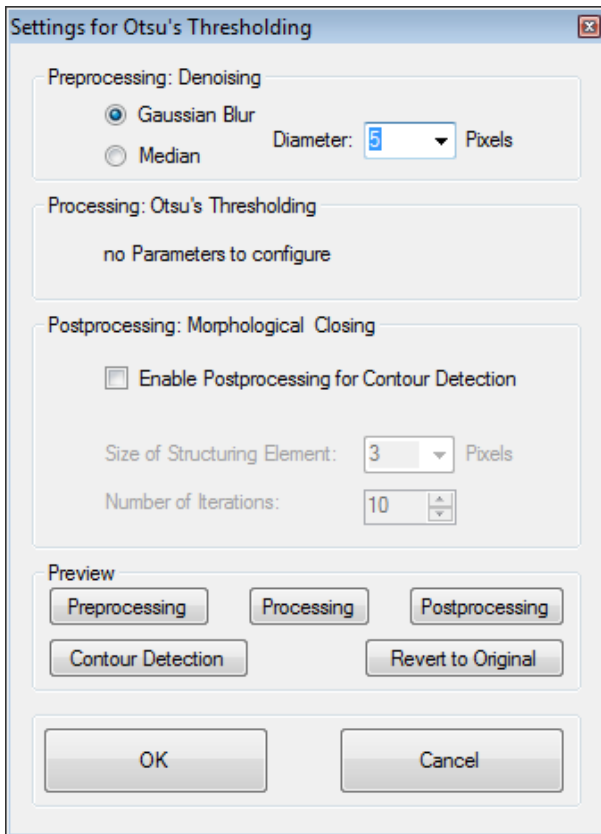 Settings for Otsu's Thresholding
Preprocessing: Denoising
Gaussian Blur
Median
Diameter: 5 Pixels
Processing: Otsu's Thresholding
no Parameters to configure
Postprocessing: Morphological Closing
Enable Postprocessing for Contour Detection
Size of Structuring Element: 3 Pixels
Number of Iterations: 10
Preview
Preprocessing Processing Postprocessing
Contour Detection Revert to Original
OK Cancel